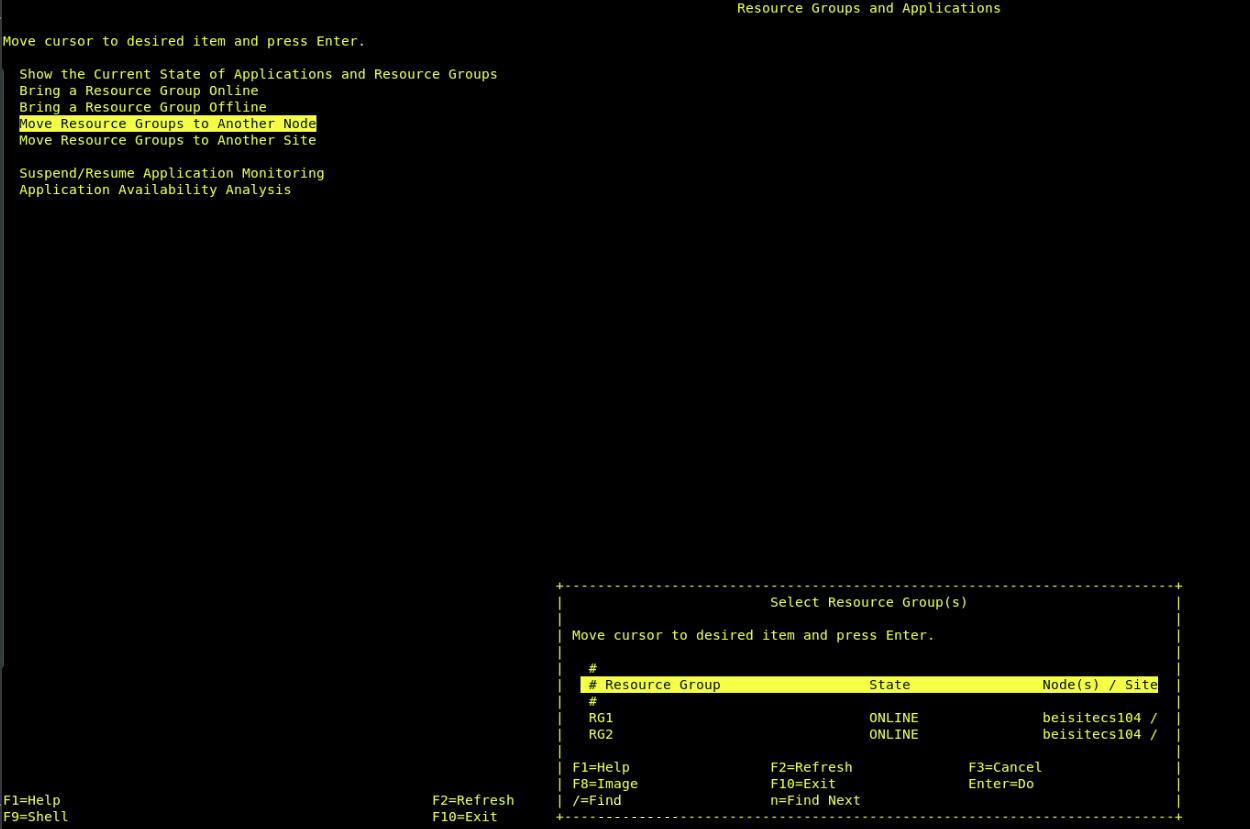 Resource Groups and Applications
Move cursor to desired item and press Enter.
Show the Current State of Applications and Resource Groups
Bring a Resource Group Online
Bring a Resource Group Offline
Move Resource Groups to Another Node
Move Resource Groups to Another Site
Suspend/Resume Application Monitoring
Application Availability Analysis
Select Resource Group(s)
Move cursor to desired item and press Enter.
#
# Resource Group State Node(s) / Site
#
RG1 ONLINE beisitecs104 /
RG2 ONLINE beisitecs104 /
F1=Help F2=Refresh F3=Cancel
F8=Image F10=Exit Enter=Do
/=Find n=Find Next
F1=Help F2=Refresh
F9=Shell F10=Exit